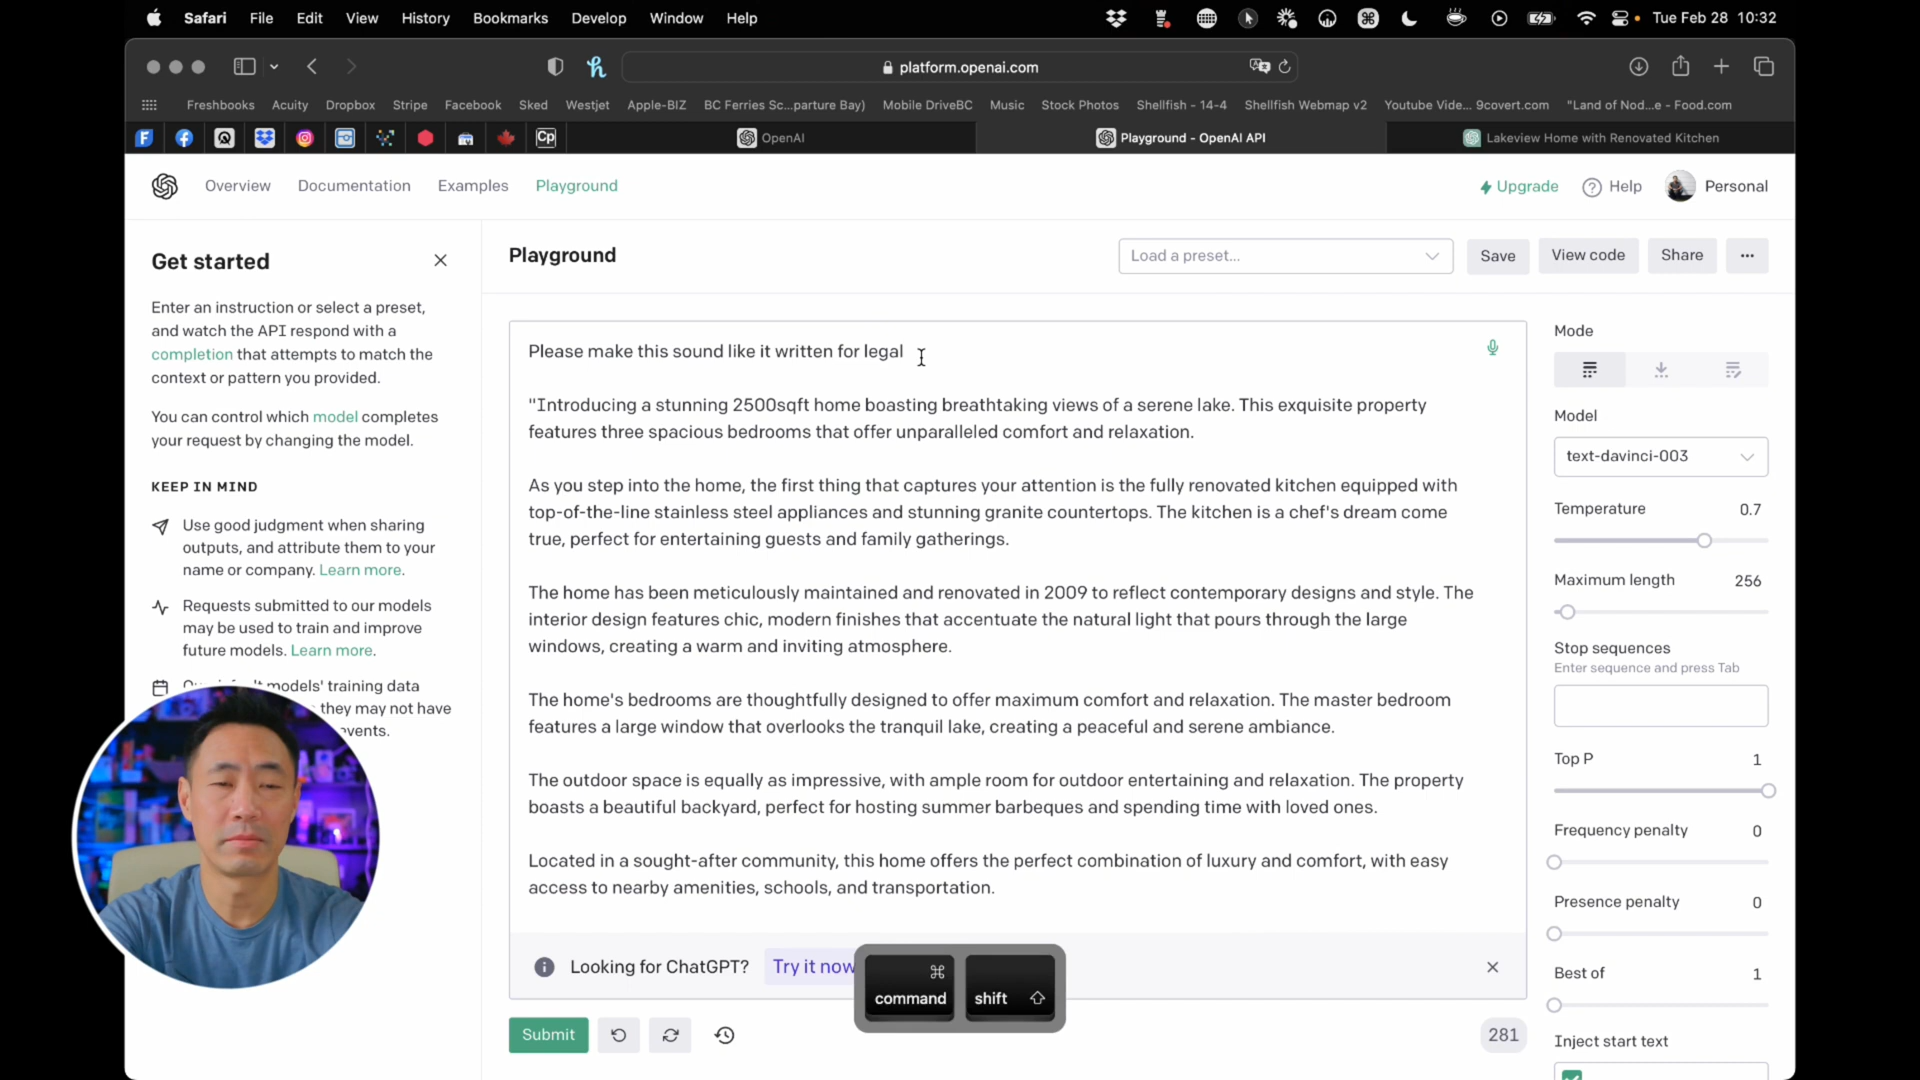 Safari File Edit View History Bookmarks Develop Window Help Tue Feb 28 10:32
platform.openai.com
Freshbooks Acuity Dropbox Stripe Facebook Sked Westjet Apple-BIZ BC Ferries Sc...parture Bay) Mobile DriveBC Music Stock Photos Shellfish - 14-4 Shellfish Webmap v2 Youtube Vide... 9covert.com "Land of Nod...e - Food.com
Cp OpenAI Playground - OpenAI API Lakeview Home with Renovated Kitchen
Overview Documentation Examples Playground Upgrade Help Personal
Get started
Enter an instruction or select a preset,
and watch the API respond with a
completion that attempts to match the
context or pattern you provided.
You can control which model completes
your request by changing the model.
KEEP IN MIND
Use good judgment when sharing
outputs, and attribute them to your
name or company. Learn more.
Requests submitted to our models
may be used to train and improve
future models. Learn more.
models' training data
they may not have
events.
Playground
Load a preset...
Save
View code
Share
...
Please make this sound like it written for legal
"Introducing a stunning 2500sqft home boasting breathtaking views of a serene lake. This exquisite property
features three spacious bedrooms that offer unparalleled comfort and relaxation.
As you step into the home, the first thing that captures your attention is the fully renovated kitchen equipped with
top-of-the-line stainless steel appliances and stunning granite countertops. The kitchen is a chef's dream come
true, perfect for entertaining guests and family gatherings.
The home has been meticulously maintained and renovated in 2009 to reflect contemporary designs and style. The
interior design features chic, modern finishes that accentuate the natural light that pours through the large
windows, creating a warm and inviting atmosphere.
The home's bedrooms are thoughtfully designed to offer maximum comfort and relaxation. The master bedroom
features a large window that overlooks the tranquil lake, creating a peaceful and serene ambiance.
The outdoor space is equally as impressive, with ample room for outdoor entertaining and relaxation. The property
boasts a beautiful backyard, perfect for hosting summer barbeques and spending time with loved ones.
Located in a sought-after community, this home offers the perfect combination of luxury and comfort, with easy
access to nearby amenities, schools, and transportation.
Looking for ChatGPT? Try it now
⌘
command
shift ⇧
Submit
281
Mode
Model
text-davinci-003
Temperature 0.7
Maximum length 256
Stop sequences
Enter sequence and press Tab
Top P 1
Frequency penalty 0
Presence penalty 0
Best of 1
Inject start text